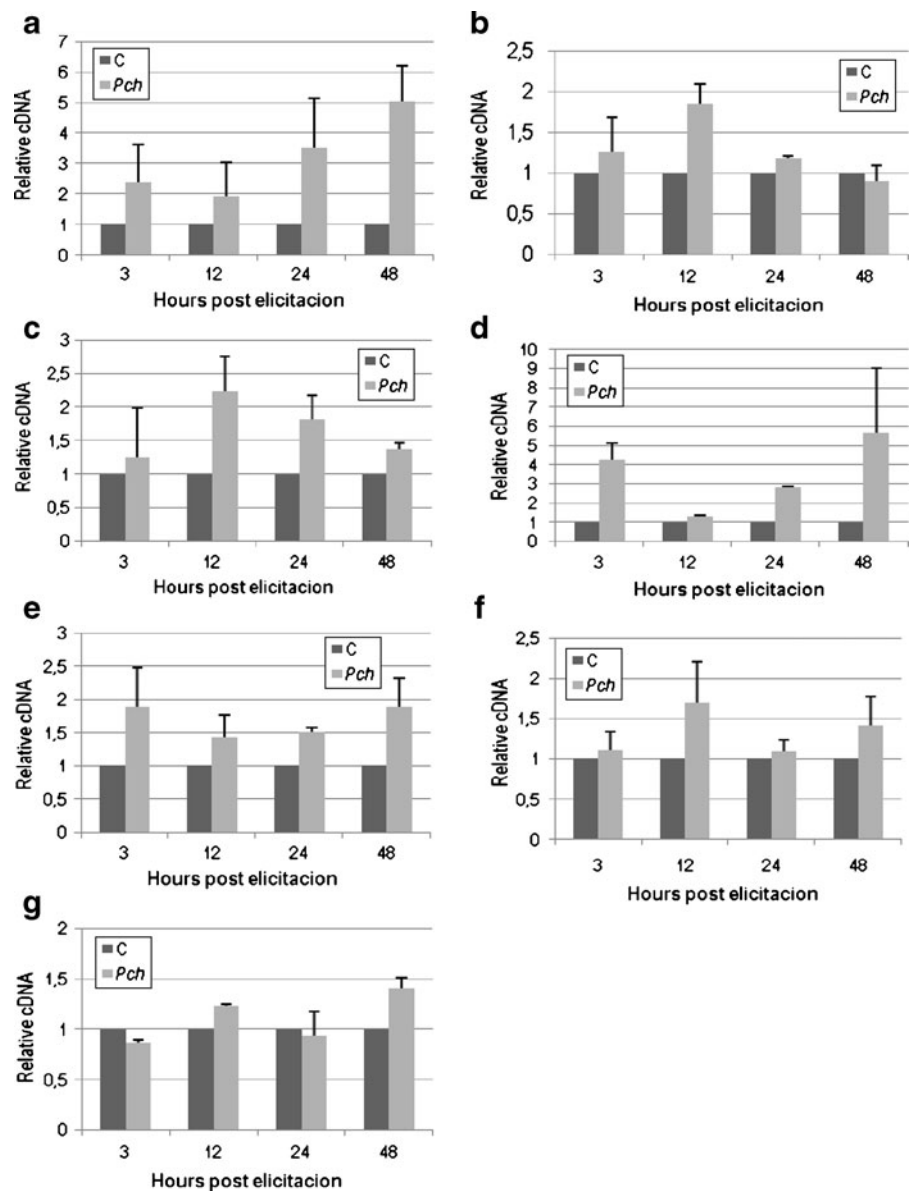 a
7
6
5
4
3
2
1
0
Relative cDNA
C
Pch
3 12 24 48
Hours post elicitacion
b
2,5
2
1,5
1
0,5
0
Relative cDNA
C
Pch
3 12 24 48
Hours post elicitacion
c
3
2,5
2
1,5
1
0,5
0
Relative cDNA
C
Pch
3 12 24 48
Hours post elicitacion
d
10
9
8
7
6
5
4
3
2
1
0
Relative cDNA
C
Pch
3 12 24 48
Hours post elicitacion
e
3
2,5
2
1,5
1
0,5
0
Relative cDNA
C
Pch
3 12 24 48
Hours post elicitacion
f
2,5
2
1,5
1
0,5
0
Relative cDNA
C
Pch
3 12 24 48
Hours post elicitacion
g
2
1,5
1
0,5
0
Relative cDNA
C
Pch
3 12 24 48
Hours post elicitacion